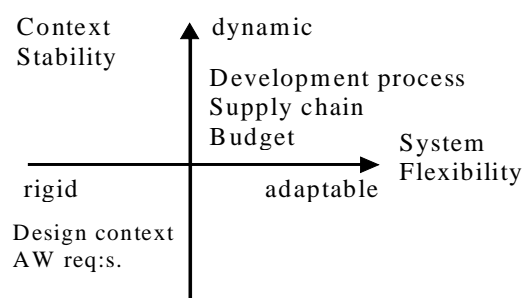 Context
Stability
dynamic
Development process
Supply chain
Budget
System
Flexibility
rigid
adaptable
Design context
AW req:s.